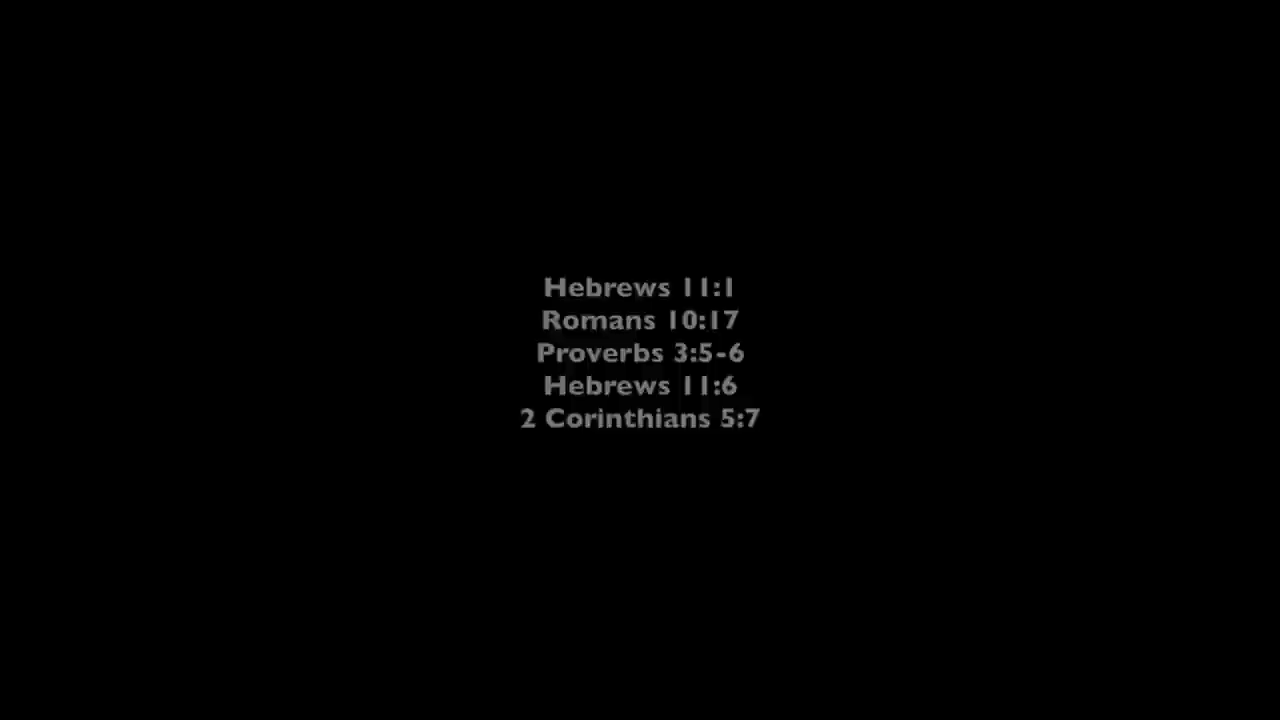 Hebrews 11:1
Romans 10:17
Proverbs 3:5-6
Hebrews 11:6
2 Corinthians 5:7